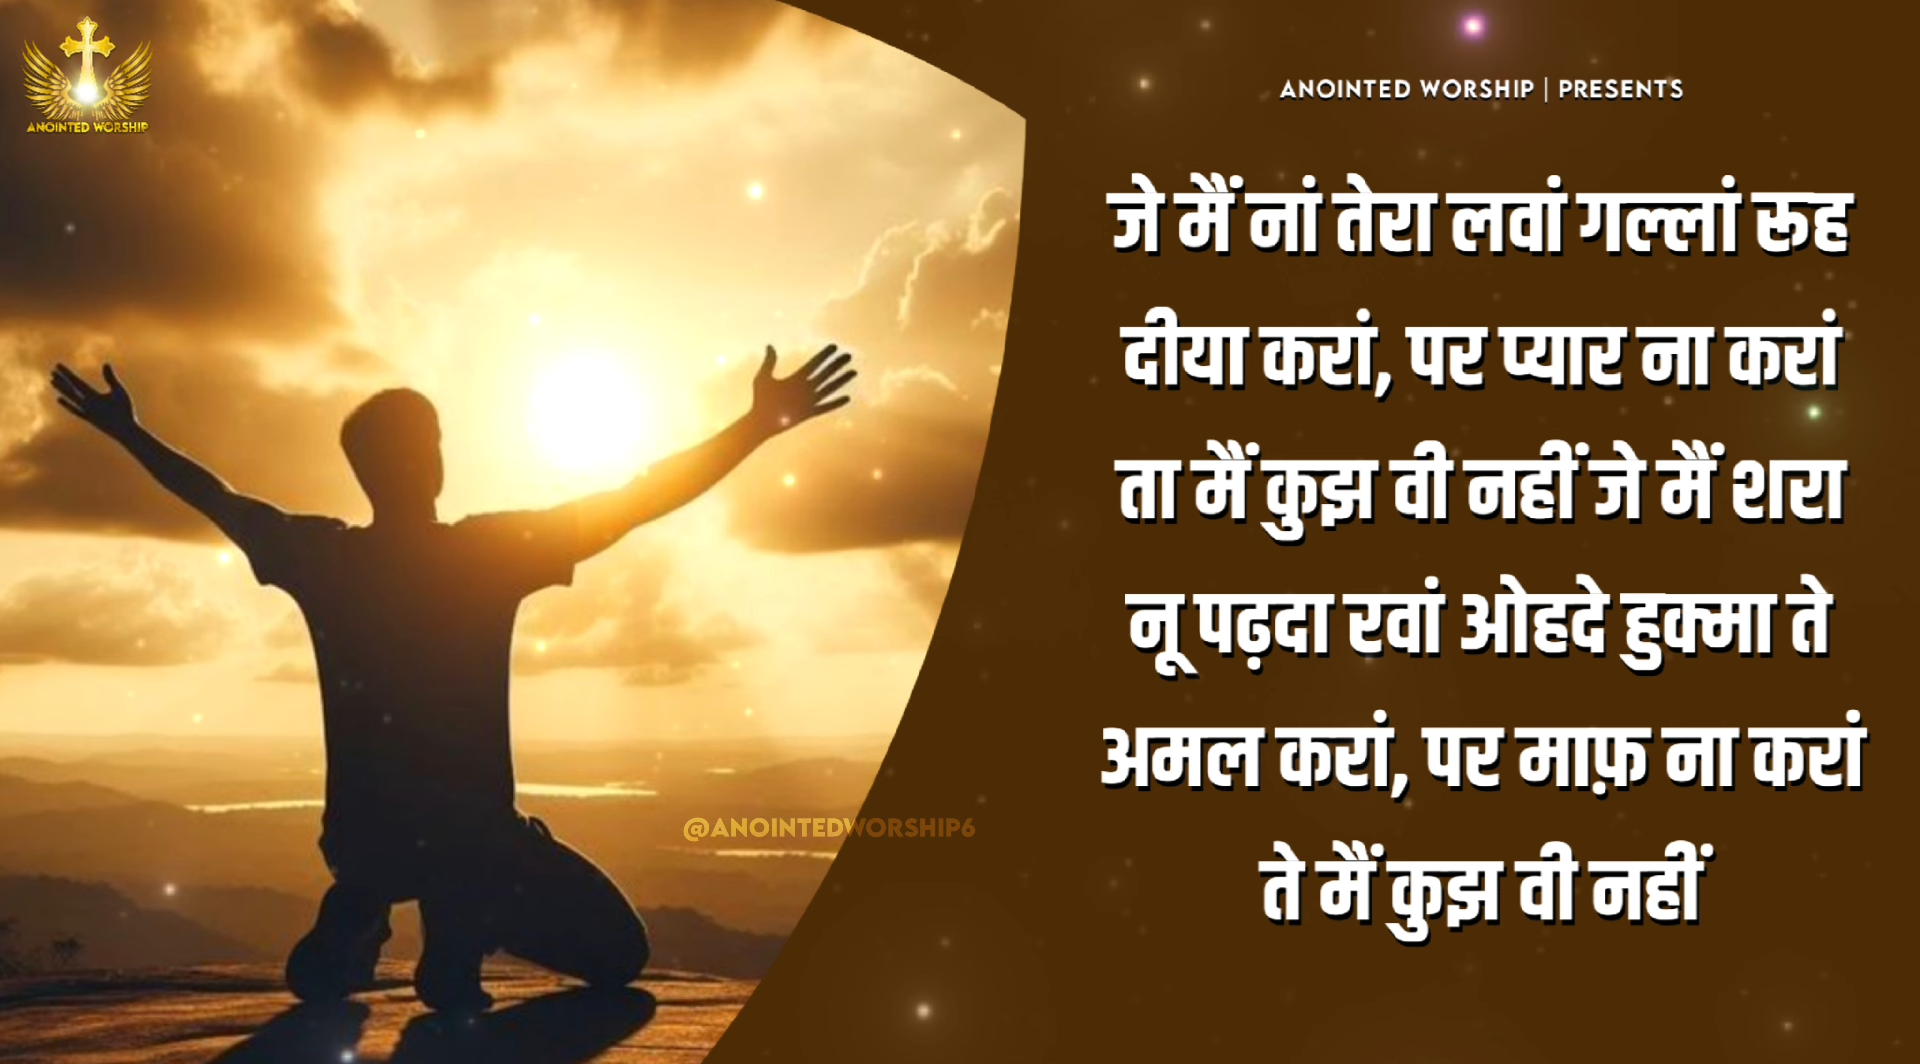 ANOINTED WORSHIP
ANOINTED WORSHIP | PRESENTS
जे मैं नां तेरा लवां गल्लां रूह
दीया करां, पर प्यार ना करां
ता मैं कुझ वी नहीं जे मैं शरा
नू पढ़दा रवां ओहदे हुक्मा ते
अमल करां, पर माफ़ ना करां
ते मैं कुझ वी नहीं
@ANOINTEDWORSHIP6